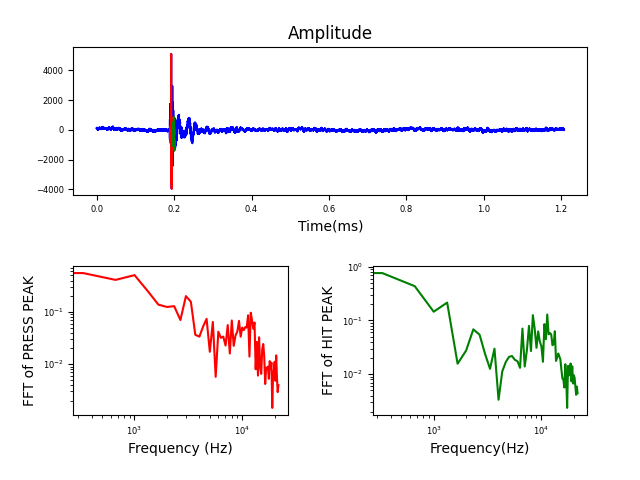 Amplitude
4000
2000
0
−2000
−4000
0.0 0.2 0.4 0.6 0.8 1.0 1.2
Time(ms)
FFT of PRESS PEAK
10⁻¹
10⁻²
10³ 10⁴
Frequency (Hz)
FFT of HIT PEAK
10⁰
10⁻¹
10⁻²
10³ 10⁴
Frequency(Hz)